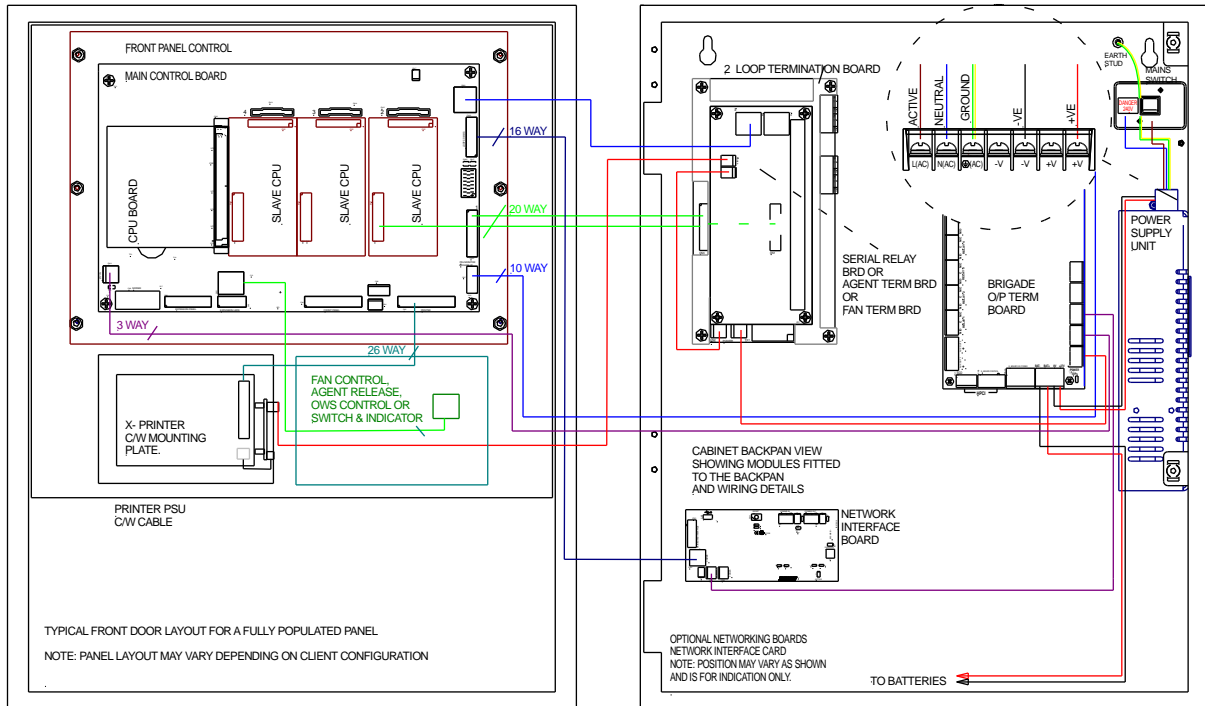 FRONT PANEL CONTROL
MAIN CONTROL BOARD
CPU BOARD
SLAVE CPU
SLAVE CPU
SLAVE CPU
16 WAY
20 WAY
10 WAY
3 WAY
26 WAY
X- PRINTER
C/W MOUNTING
PLATE.
FAN CONTROL,
AGENT RELEASE,
OWS CONTROL OR
SWITCH & INDICATOR
PRINTER PSU
C/W CABLE
TYPICAL FRONT DOOR LAYOUT FOR A FULLY POPULATED PANEL
NOTE: PANEL LAYOUT MAY VARY DEPENDING ON CLIENT CONFIGURATION
2 LOOP TERMINATION BOARD
ACTIVE
NEUTRAL
GROUND
-VE
+VE
L(AC)
N(AC)
(AC)
-V
-V
+V
+V
EARTH
STUD
MAINS
SWITCH
DANGER
240V
POWER
SUPPLY
UNIT
SERIAL RELAY
BRD OR
AGENT TERM BRD
OR
FAN TERM BRD
BRIGADE
O/P TERM
BOARD
CABINET BACKPAN VIEW
SHOWING MODULES FITTED
TO THE BACKPAN
AND WIRING DETAILS
NETWORK
INTERFACE
BOARD
OPTIONAL NETWORKING BOARDS
NETWORK INTERFACE CARD
NOTE: POSITION MAY VARY AS SHOWN
AND IS FOR INDICATION ONLY.
TO BATTERIES